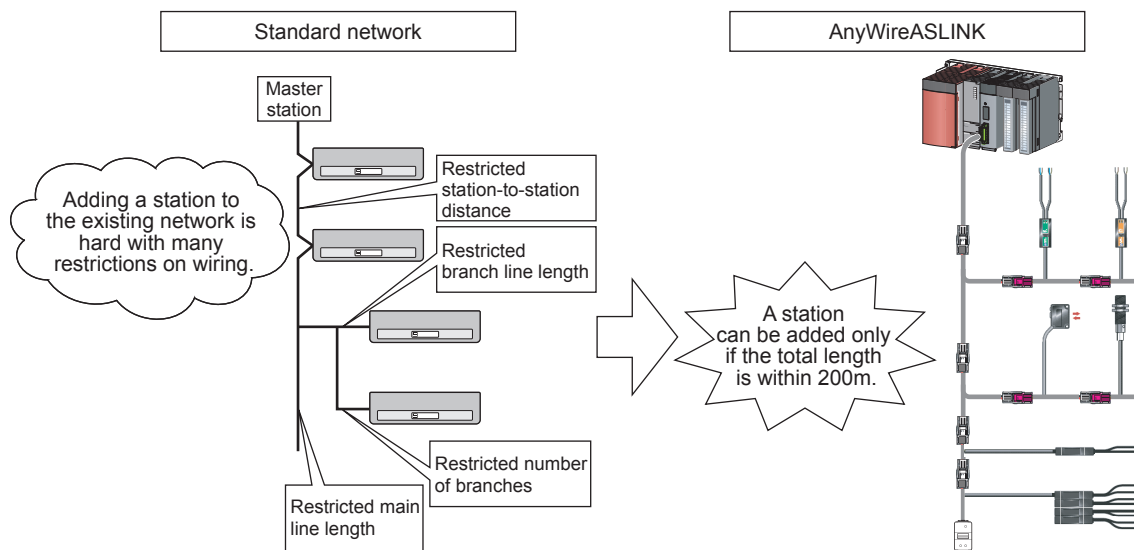 Standard network
Master
station
Adding a station to
the existing network is
hard with many
restrictions on wiring.
Restricted
station-to-station
distance
Restricted
branch line length
Restricted number
of branches
Restricted main
line length
AnyWireASLINK
A station
can be added only
if the total length
is within 200m.